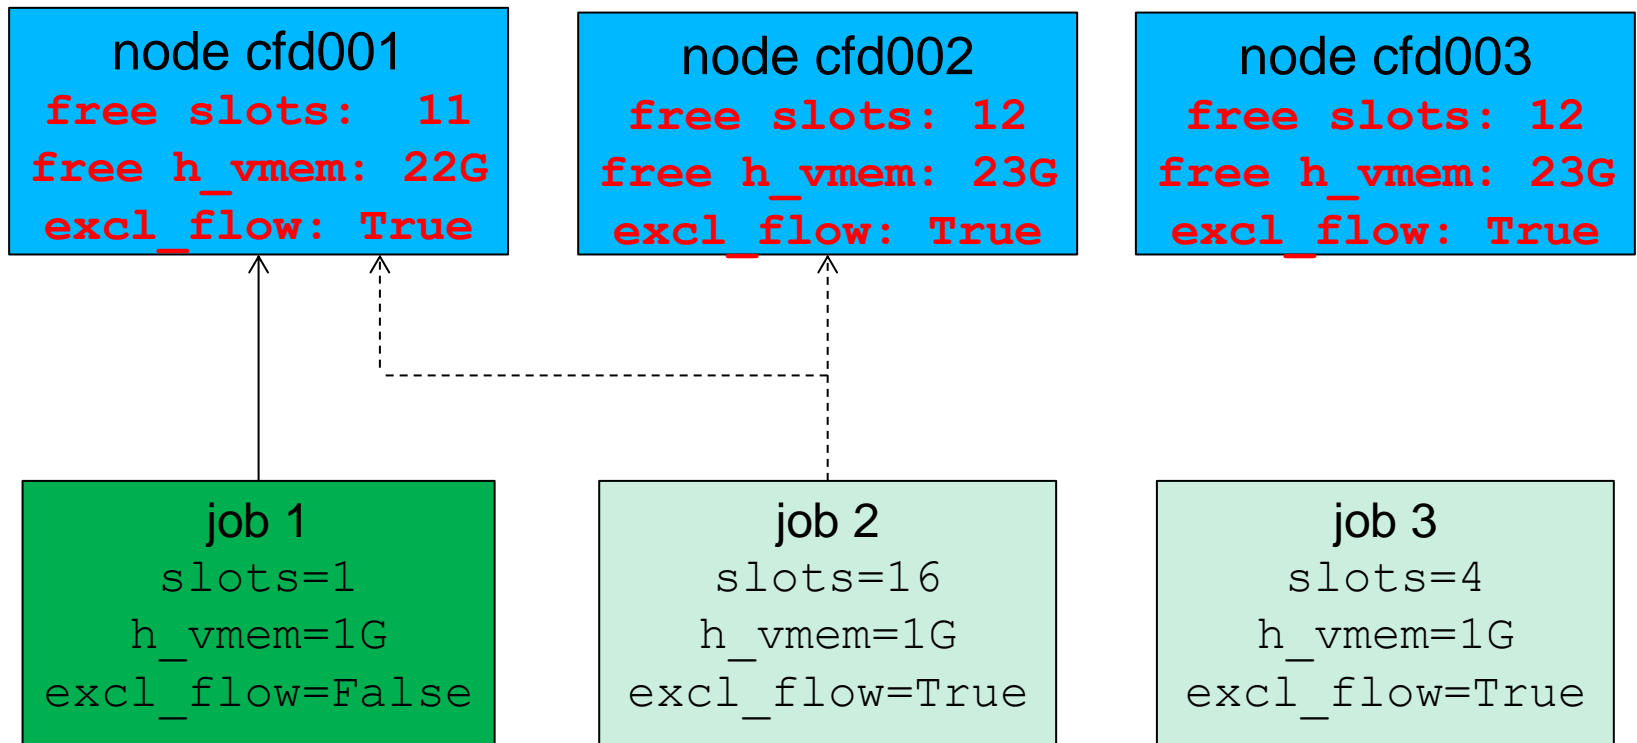 node cfd001
free slots: 11
free h_vmem: 22G
excl_flow: True
node cfd002
free slots: 12
free h_vmem: 23G
excl_flow: True
node cfd003
free slots: 12
free h_vmem: 23G
excl_flow: True
job 1
slots=1
h_vmem=1G
excl_flow=False
job 2
slots=16
h_vmem=1G
excl_flow=True
job 3
slots=4
h_vmem=1G
excl_flow=True